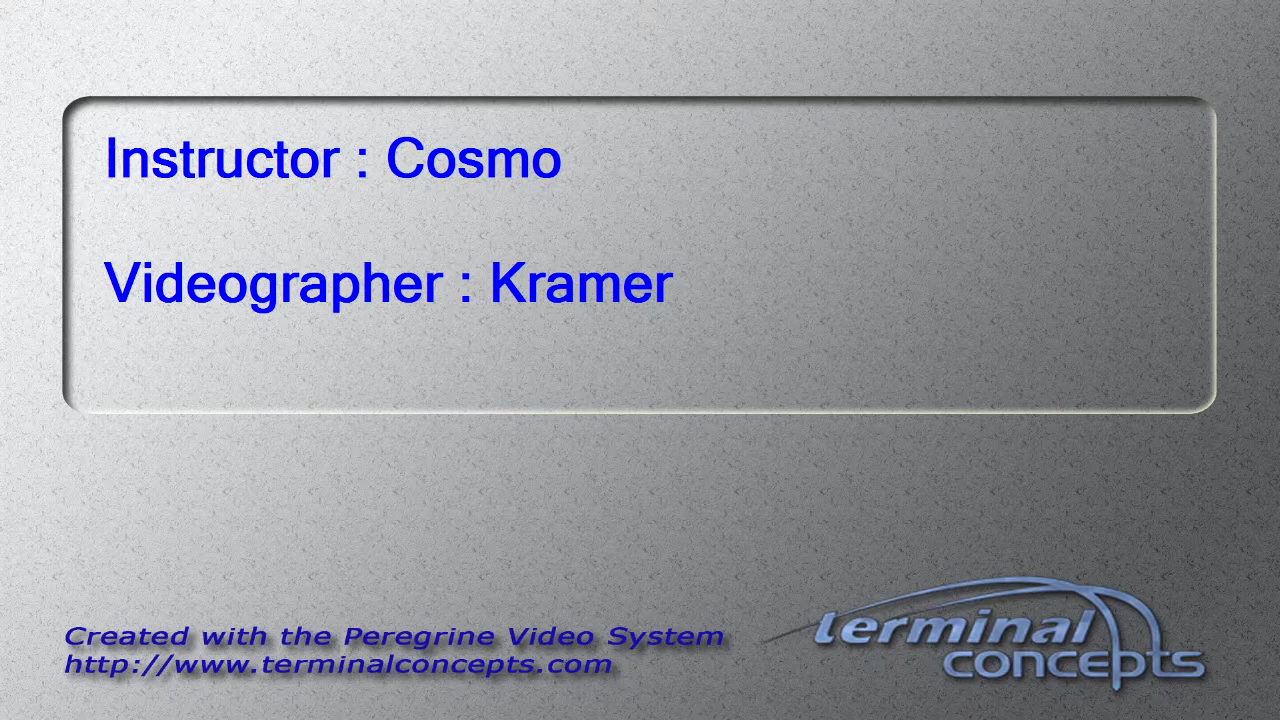 Instructor : Cosmo
Videographer : Kramer
Created with the Peregrine Video System
http://www.terminalconcepts.com
terminal
concepts